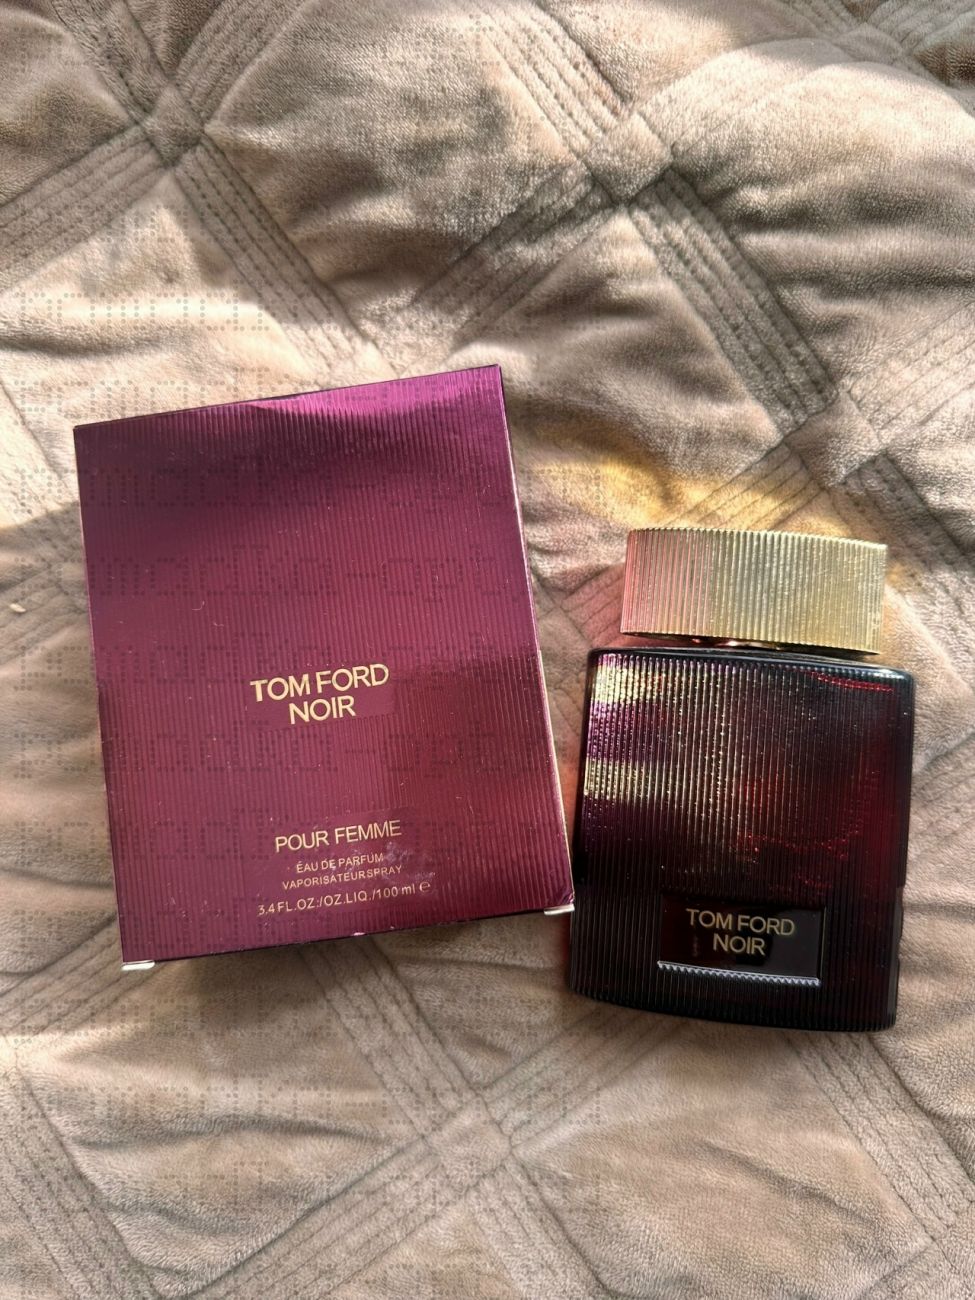 TOM FORD
NOIR
POUR FEMME
EAU DE PARFUM
VAPORISATEUR SPRAY
3.4 FL.OZ./OZ.LIQ./100 ml ℮
TOM FORD
NOIR